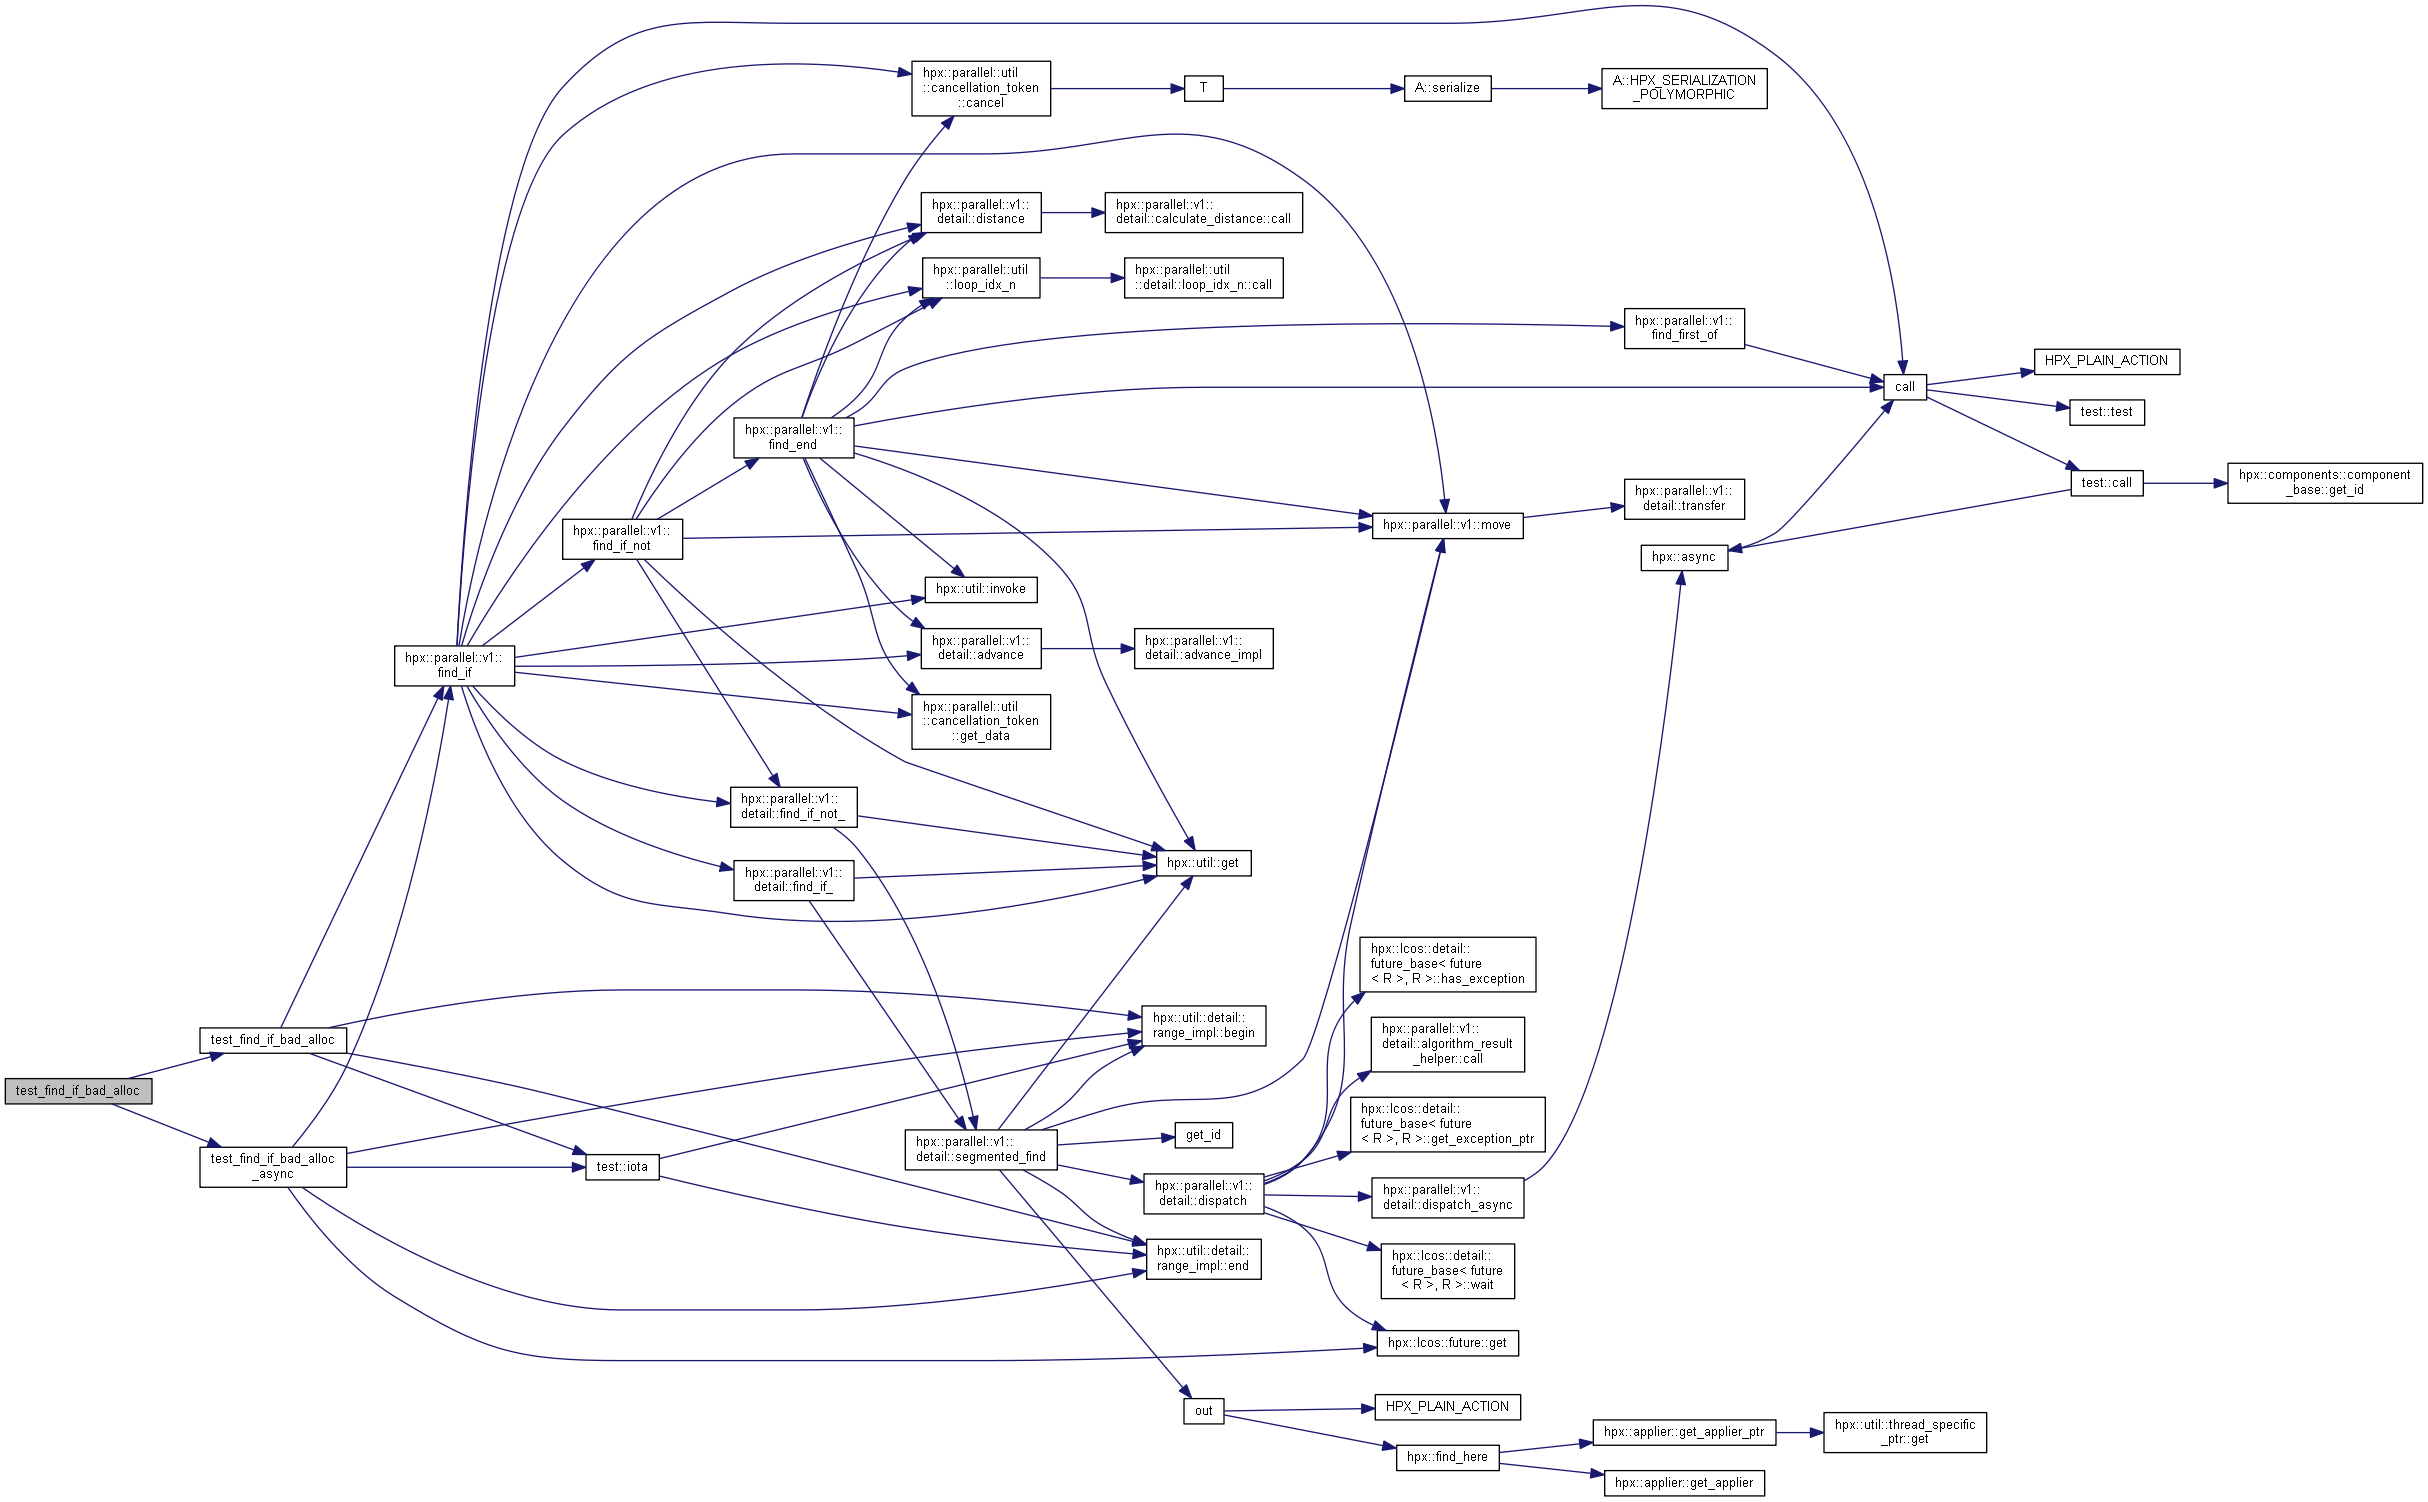 test_find_if_bad_alloc
test_find_if_bad_alloc
test_find_if_bad_alloc
_async
hpx::parallel::v1::
find_if
hpx::parallel::v1::
find_if_not
test::iota
hpx::parallel::v1::
find_end
hpx::parallel::v1::
detail::find_if_not_
hpx::parallel::v1::
detail::find_if_
hpx::parallel::util
::cancellation_token
::cancel
hpx::parallel::v1::
detail::distance
hpx::parallel::util
::loop_idx_n
hpx::util::invoke
hpx::parallel::v1::
detail::advance
hpx::parallel::util
::cancellation_token
::get_data
hpx::parallel::v1::
detail::segmented_find
T
hpx::parallel::v1::
detail::calculate_distance::call
hpx::parallel::util
::detail::loop_idx_n::call
hpx::parallel::v1::
detail::advance_impl
hpx::util::get
hpx::util::detail::
range_impl::begin
get_id
hpx::parallel::v1::
detail::dispatch
hpx::util::detail::
range_impl::end
out
A::serialize
hpx::parallel::v1::move
hpx::lcos::detail::
future_base< future
< R >, R >::has_exception
hpx::parallel::v1::
detail::algorithm_result
_helper::call
hpx::lcos::detail::
future_base< future
< R >, R >::get_exception_ptr
hpx::parallel::v1::
detail::dispatch_async
hpx::lcos::detail::
future_base< future
< R >, R >::wait
hpx::lcos::future::get
HPX_PLAIN_ACTION
hpx::find_here
A::HPX_SERIALIZATION
_POLYMORPHIC
hpx::parallel::v1::
find_first_of
hpx::parallel::v1::
detail::transfer
hpx::async
hpx::applier::get_applier_ptr
hpx::applier::get_applier
call
hpx::util::thread_specific
_ptr::get
HPX_PLAIN_ACTION
test::test
test::call
hpx::components::component
_base::get_id